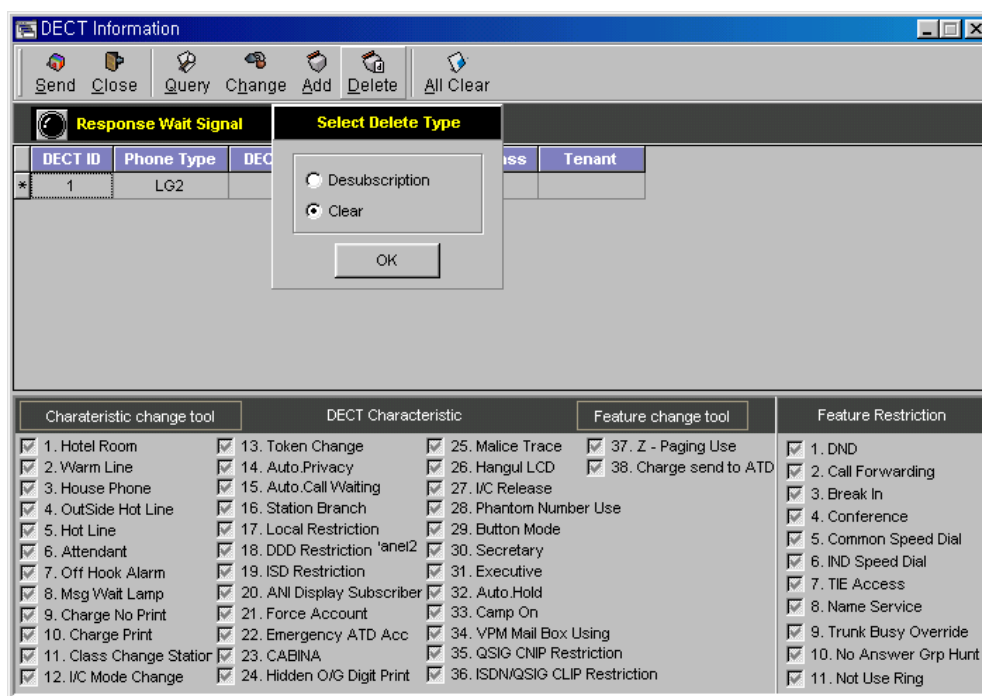 DECT Information
Send Close Query Change Add Delete All Clear
Response Wait Signal
Select Delete Type
DECT ID Phone Type DEC ass Tenant
* 1 LG2
Desubscription
Clear
OK
Charateristic change tool DECT Characteristic Feature change tool Feature Restriction
1. Hotel Room
2. Warm Line
3. House Phone
4. OutSide Hot Line
5. Hot Line
6. Attendant
7. Off Hook Alarm
8. Msg Wait Lamp
9. Charge No Print
10. Charge Print
11. Class Change Station
12. I/C Mode Change
13. Token Change
14. Auto.Privacy
15. Auto.Call Waiting
16. Station Branch
17. Local Restriction
18. DDD Restriction 'anel2
19. ISD Restriction
20. ANI Display Subscriber
21. Force Account
22. Emergency ATD Acc
23. CABINA
24. Hidden O/G Digit Print
25. Malice Trace
26. Hangul LCD
27. I/C Release
28. Phantom Number Use
29. Button Mode
30. Secretary
31. Executive
32. Auto.Hold
33. Camp On
34. VPM Mail Box Using
35. QSIG CNIP Restriction
36. ISDN/QSIG CLIP Restriction
37. Z - Paging Use
38. Charge send to ATD
1. DND
2. Call Forwarding
3. Break In
4. Conference
5. Common Speed Dial
6. IND Speed Dial
7. TIE Access
8. Name Service
9. Trunk Busy Override
10. No Answer Grp Hunt
11. Not Use Ring